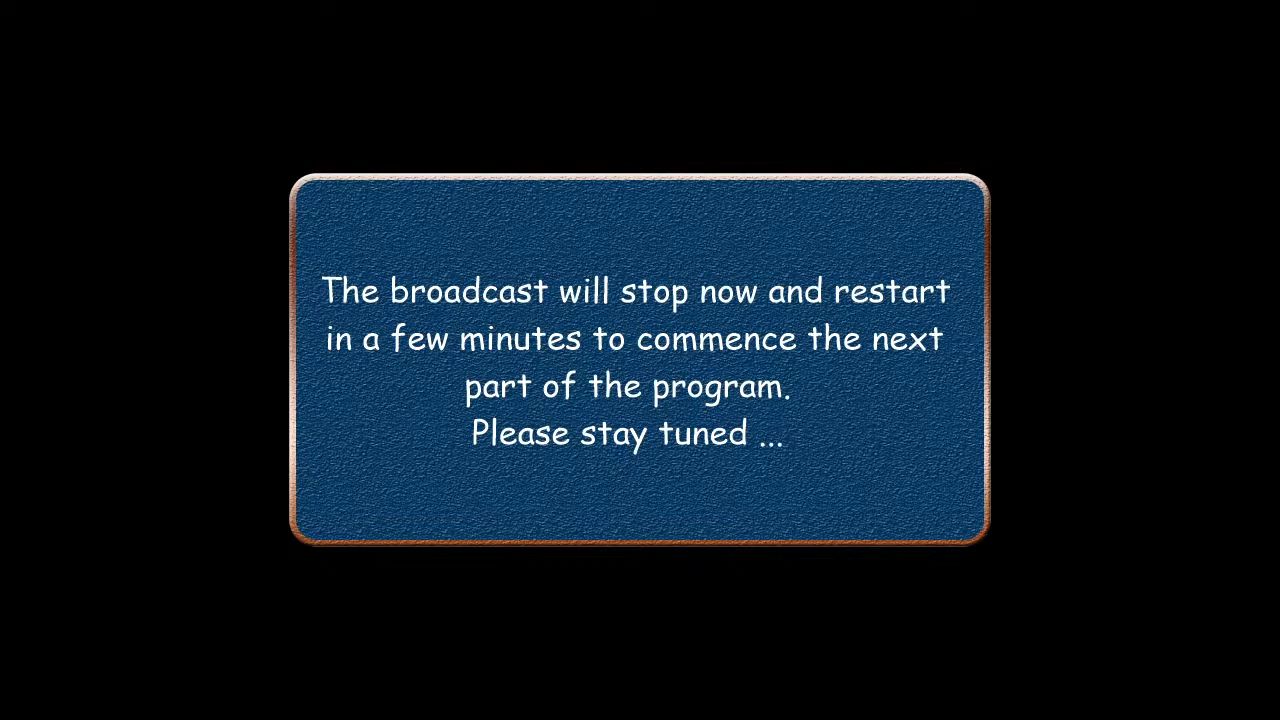 The broadcast will stop now and restart
in a few minutes to commence the next
part of the program.
Please stay tuned ...